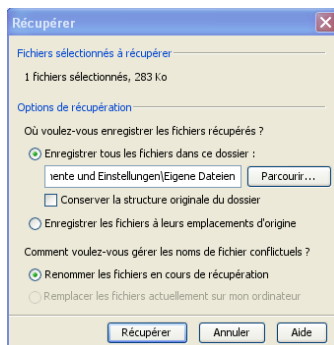 Récupérer
Fichiers sélectionnés à récupérer
1 fichiers sélectionnés, 283 Ko
Options de récupération
Où voulez-vous enregistrer les fichiers récupérés ?
Enregistrer tous les fichiers dans ce dossier :
nente und Einstellungen\Eigene Dateien
Parcourir...
Conserver la structure originale du dossier
Enregistrer les fichiers à leurs emplacements d'origine
Comment voulez-vous gérer les noms de fichier conflictuels ?
Renommer les fichiers en cours de récupération
Remplacer les fichiers actuellement sur mon ordinateur
Récupérer
Annuler
Aide